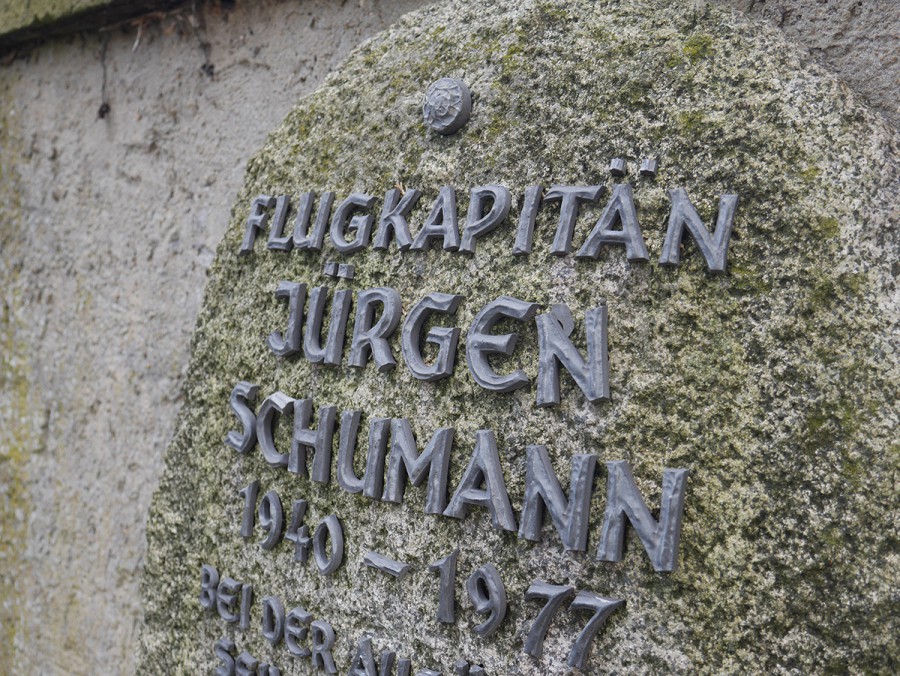 FLUGKAPITÄN
JÜRGEN
SCHUMANN
1940 – 1977
BEI DER